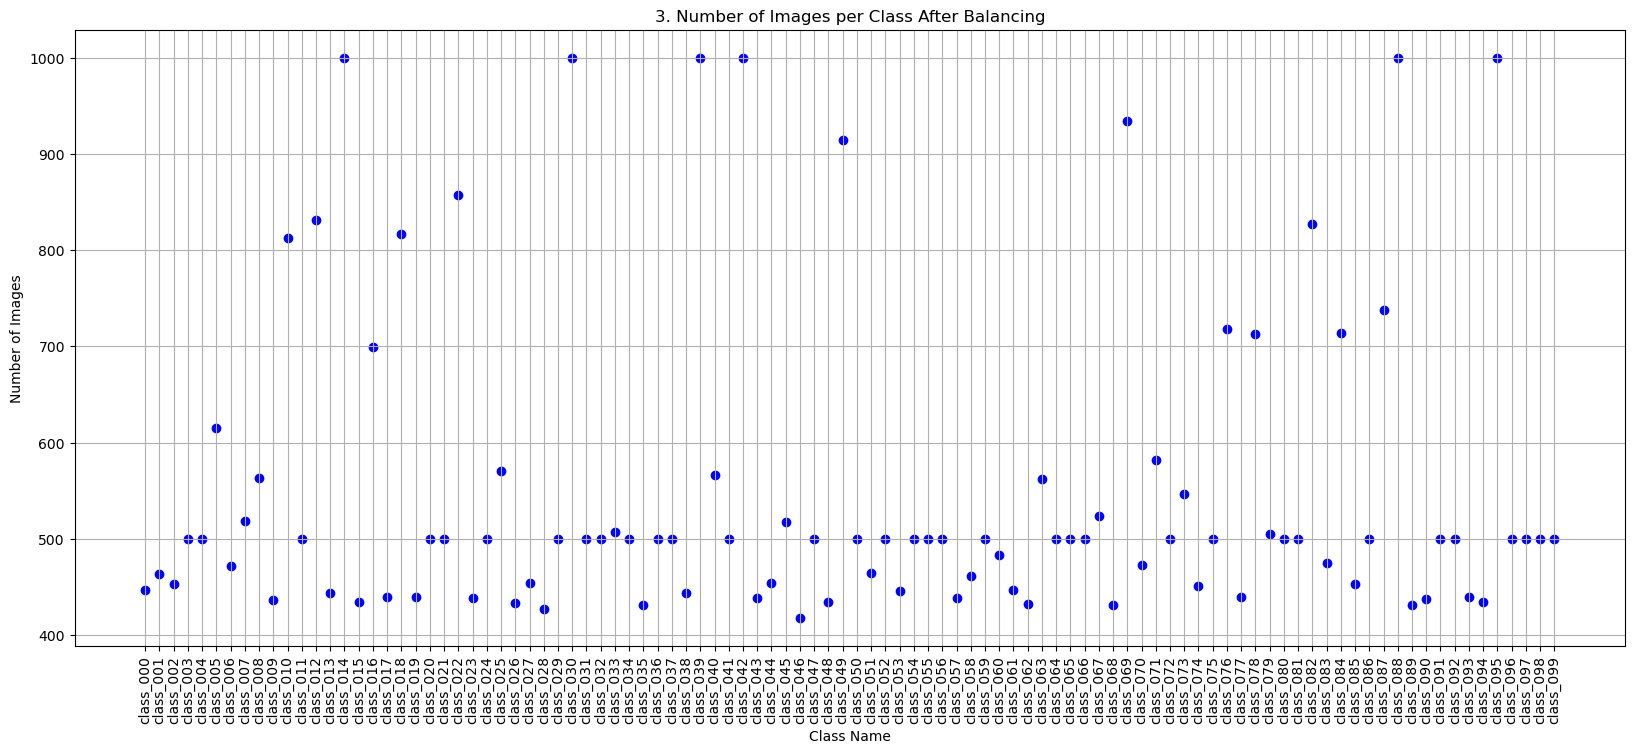 3. Number of Images per Class After Balancing
Number of Images
1000
900
800
700
600
500
400
class_000
class_001
class_002
class_003
class_004
class_005
class_006
class_007
class_008
class_009
class_010
class_011
class_012
class_013
class_014
class_015
class_016
class_017
class_018
class_019
class_020
class_021
class_022
class_023
class_024
class_025
class_026
class_027
class_028
class_029
class_030
class_031
class_032
class_033
class_034
class_035
class_036
class_037
class_038
class_039
class_040
class_041
class_042
class_043
class_044
class_045
class_046
class_047
class_048
class_049
class_050
class_051
class_052
class_053
class_054
class_055
class_056
class_057
class_058
class_059
class_060
class_061
class_062
class_063
class_064
class_065
class_066
class_067
class_068
class_069
class_070
class_071
class_072
class_073
class_074
class_075
class_076
class_077
class_078
class_079
class_080
class_081
class_082
class_083
class_084
class_085
class_086
class_087
class_088
class_089
class_090
class_091
class_092
class_093
class_094
class_095
class_096
class_097
class_098
class_099
Class Name